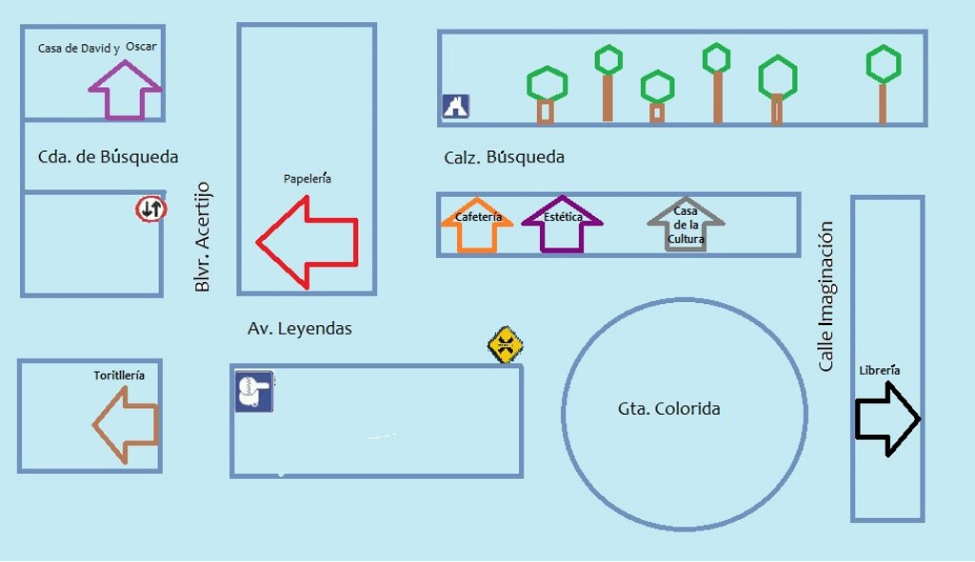 Casa de David y Oscar
Cda. de Búsqueda
Blvr. Acertijo
Papelería
Calz. Búsqueda
Cafetería
Estética
Casa
de la
Cultura
Calle Imaginación
Av. Leyendas
Toritllería
Gta. Colorida
Librería